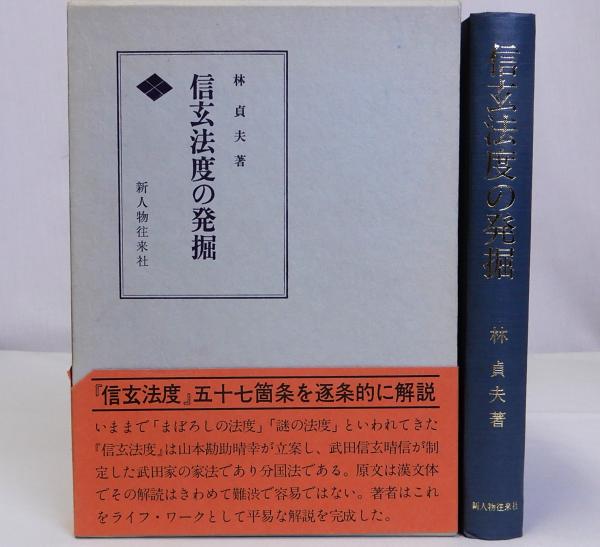 林貞夫著
信玄法度の発掘
新人物往来社
『信玄法度』五十七箇条を逐条的に解説
いままで「まぼろしの法度」「謎の法度」といわれてきた
『信玄法度』は山本勘助晴幸が立案し、武田信玄晴信が制
定した武田家の家法であり分国法である。原文は漢文体
でその解読はきわめて難渋で容易ではない。著者はこれ
をライフ・ワークとして平易な解説を完成した。
信玄法度の発掘
林貞夫著
新人物往来社